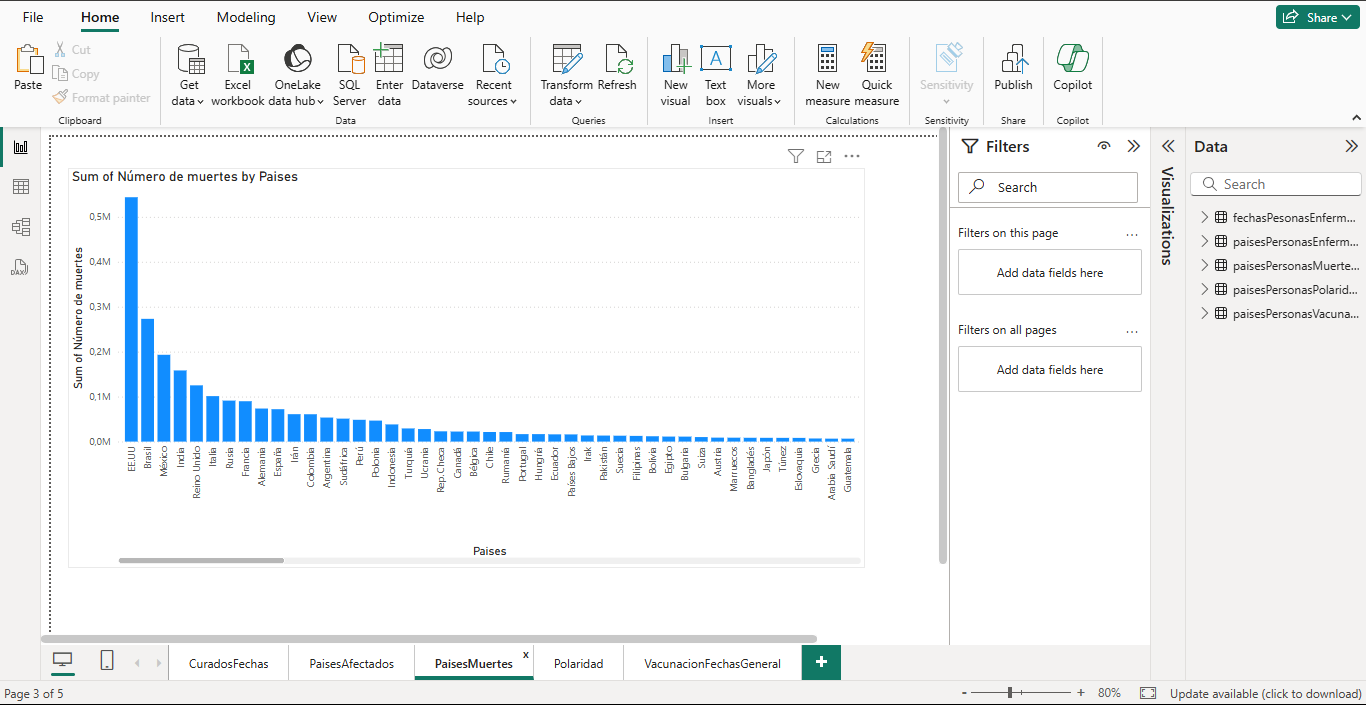 File Home Insert Modeling View Optimize Help Share
Paste
Cut
Copy
Format painter
Clipboard
Get data
Excel workbook
OneLake data hub
SQL Server
Enter data
Dataverse
Recent sources
Data
Transform data
Refresh
Queries
New visual
Text box
More visuals
Insert
New measure
Quick measure
Calculations
Sensitivity
Sensitivity
Publish
Share
Copilot
Copilot
Sum of Número de muertes by Paises
Sum of Número de muertes
0,5M
0,4M
0,3M
0,2M
0,1M
0,0M
EE.UU
Brasil
México
India
Reino Unido
Italia
Rusia
Francia
Alemania
España
Irán
Colombia
Argentina
Sudáfrica
Perú
Polonia
Indonesia
Turquía
Ucrania
Rep. Checa
Canadá
Bélgica
Chile
Rumanía
Portugal
Hungría
Ecuador
Países Bajos
Irak
Pakistán
Suecia
Filipinas
Bolivia
Egipto
Bulgaria
Suiza
Austria
Marruecos
Bangladés
Japón
Túnez
Eslovaquia
Grecia
Arabia Saudí
Guatemala
Paises
Filters
Search
Filters on this page ...
Add data fields here
Filters on all pages ...
Add data fields here
Visualizations
Data
Search
fechasPesonasEnferm...
paisesPersonasEnferm...
paisesPersonasMuerte...
paisesPersonasPolarid...
paisesPersonasVacuna...
CuradosFechas PaisesAfectados PaisesMuertes x Polaridad VacunacionFechasGeneral +
Page 3 of 5 - + 80% Update available (click to download)